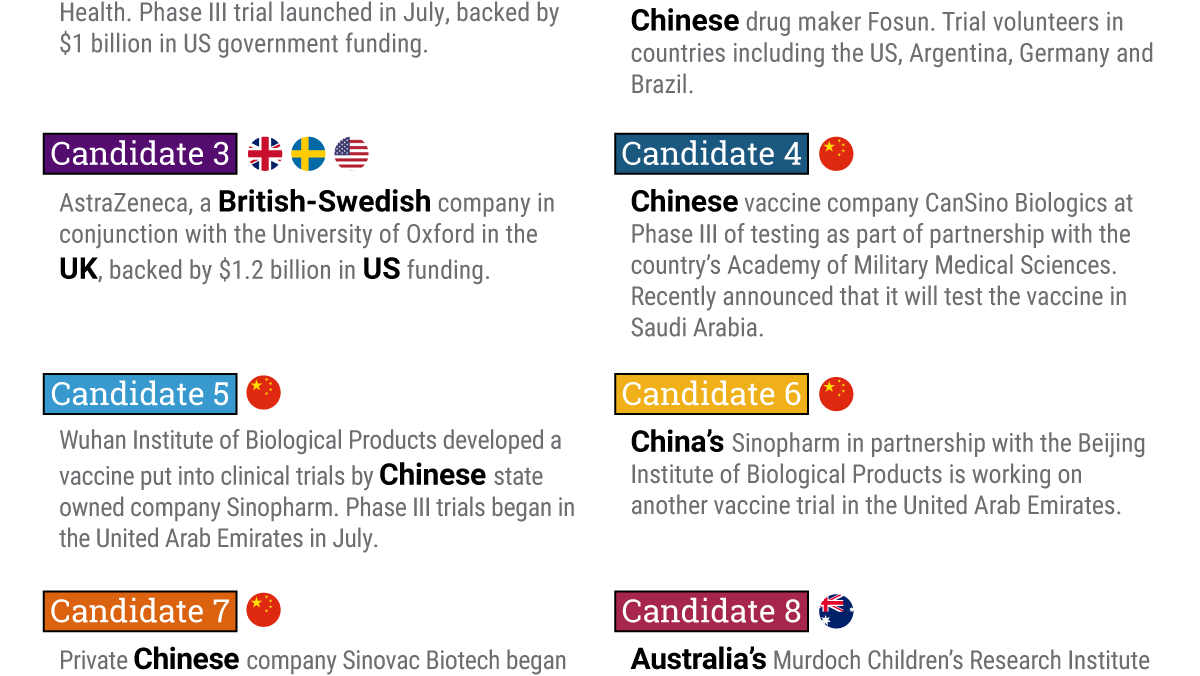 Health. Phase III trial launched in July, backed by
$1 billion in US government funding.
Chinese drug maker Fosun. Trial volunteers in
countries including the US, Argentina, Germany and
Brazil.
Candidate 3
AstraZeneca, a British-Swedish company in
conjunction with the University of Oxford in the
UK, backed by $1.2 billion in US funding.
Candidate 4
Chinese vaccine company CanSino Biologics at
Phase III of testing as part of partnership with the
country’s Academy of Military Medical Sciences.
Recently announced that it will test the vaccine in
Saudi Arabia.
Candidate 5
Wuhan Institute of Biological Products developed a
vaccine put into clinical trials by Chinese state
owned company Sinopharm. Phase III trials began in
the United Arab Emirates in July.
Candidate 6
China’s Sinopharm in partnership with the Beijing
Institute of Biological Products is working on
another vaccine trial in the United Arab Emirates.
Candidate 7
Private Chinese company Sinovac Biotech began
Candidate 8
Australia’s Murdoch Children’s Research Institute